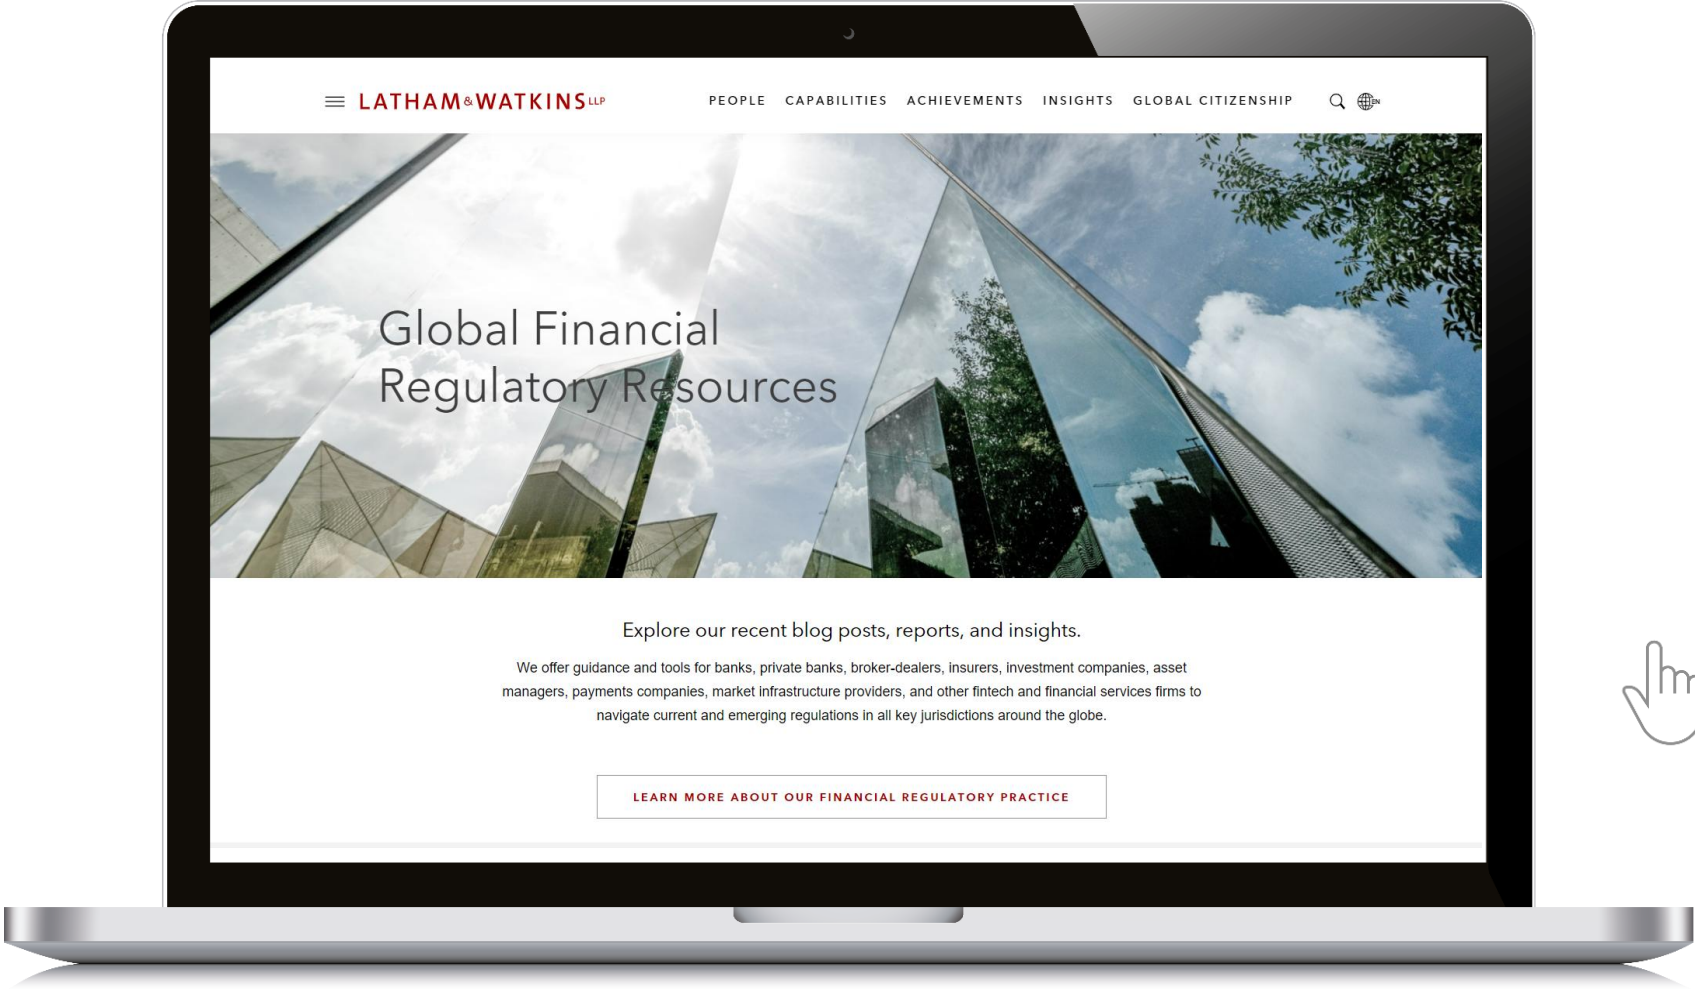 LATHAM&WATKINS LLP
PEOPLE CAPABILITIES ACHIEVEMENTS INSIGHTS GLOBAL CITIZENSHIP EN
Global Financial
Regulatory Resources
Explore our recent blog posts, reports, and insights.
We offer guidance and tools for banks, private banks, broker-dealers, insurers, investment companies, asset
managers, payments companies, market infrastructure providers, and other fintech and financial services firms to
navigate current and emerging regulations in all key jurisdictions around the globe.
LEARN MORE ABOUT OUR FINANCIAL REGULATORY PRACTICE